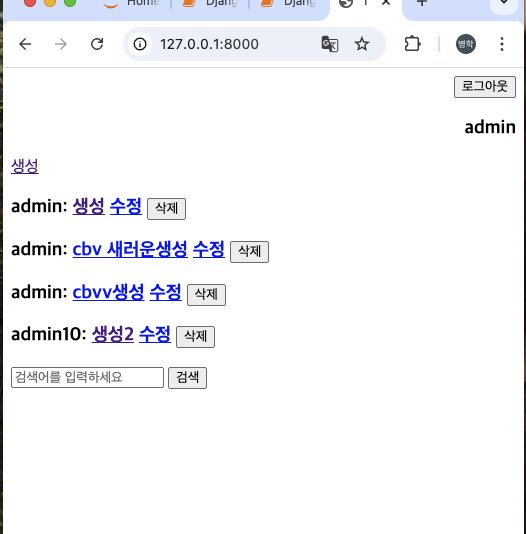 127.0.0.1:8000
병학
로그아웃
admin
생성
admin: 생성 수정 삭제
admin: cbv 새러운생성 수정 삭제
admin: cbvv생성 수정 삭제
admin10: 생성2 수정 삭제
검색어를 입력하세요 검색